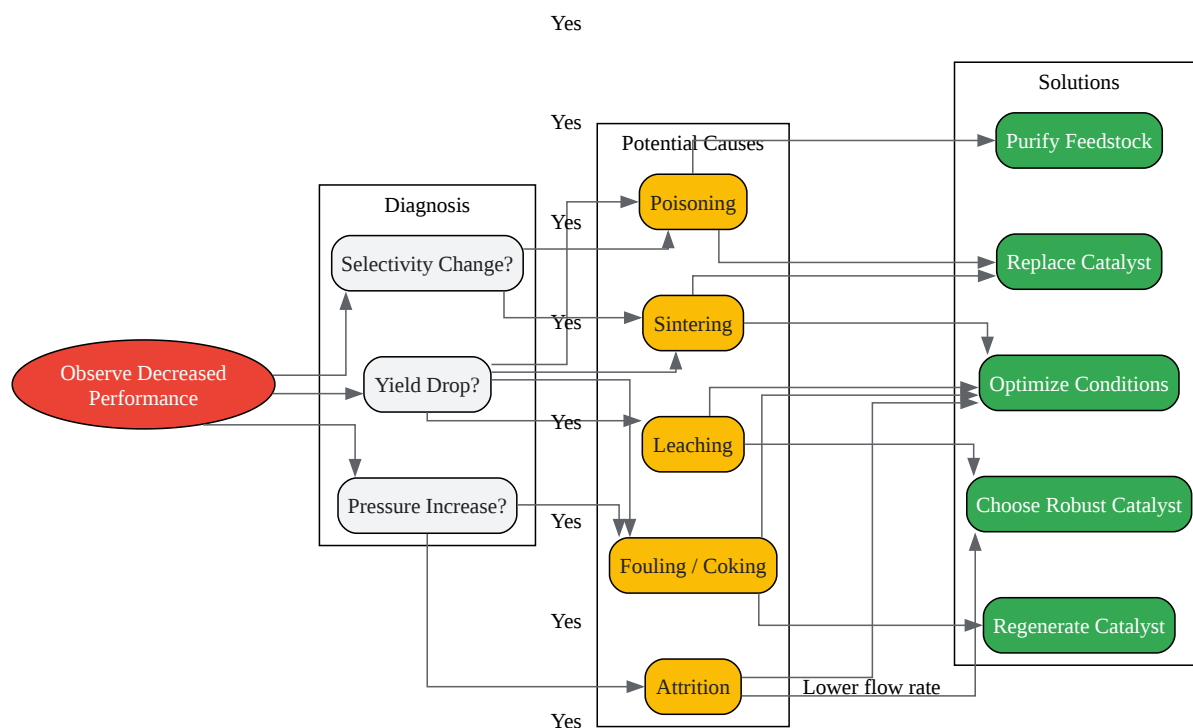 Yes
Yes
Yes
Yes
Yes
Yes
Yes
Yes
Observe Decreased
Performance
Diagnosis
Selectivity Change?
Yield Drop?
Pressure Increase?
Potential Causes
Poisoning
Sintering
Leaching
Fouling / Coking
Attrition
Lower flow rate
Solutions
Purify Feedstock
Replace Catalyst
Optimize Conditions
Choose Robust Catalyst
Regenerate Catalyst